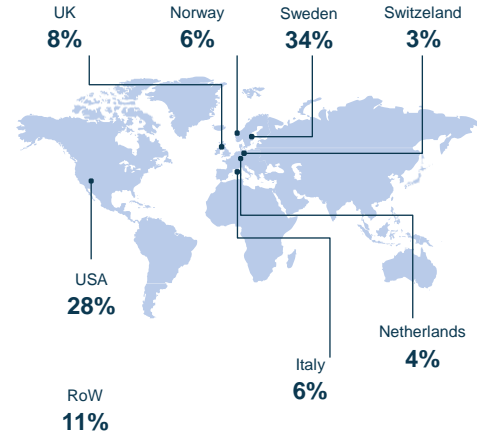 UK
8%
Norway
6%
Sweden
34%
Switzeland
3%
USA
28%
Netherlands
4%
Italy
6%
RoW
11%